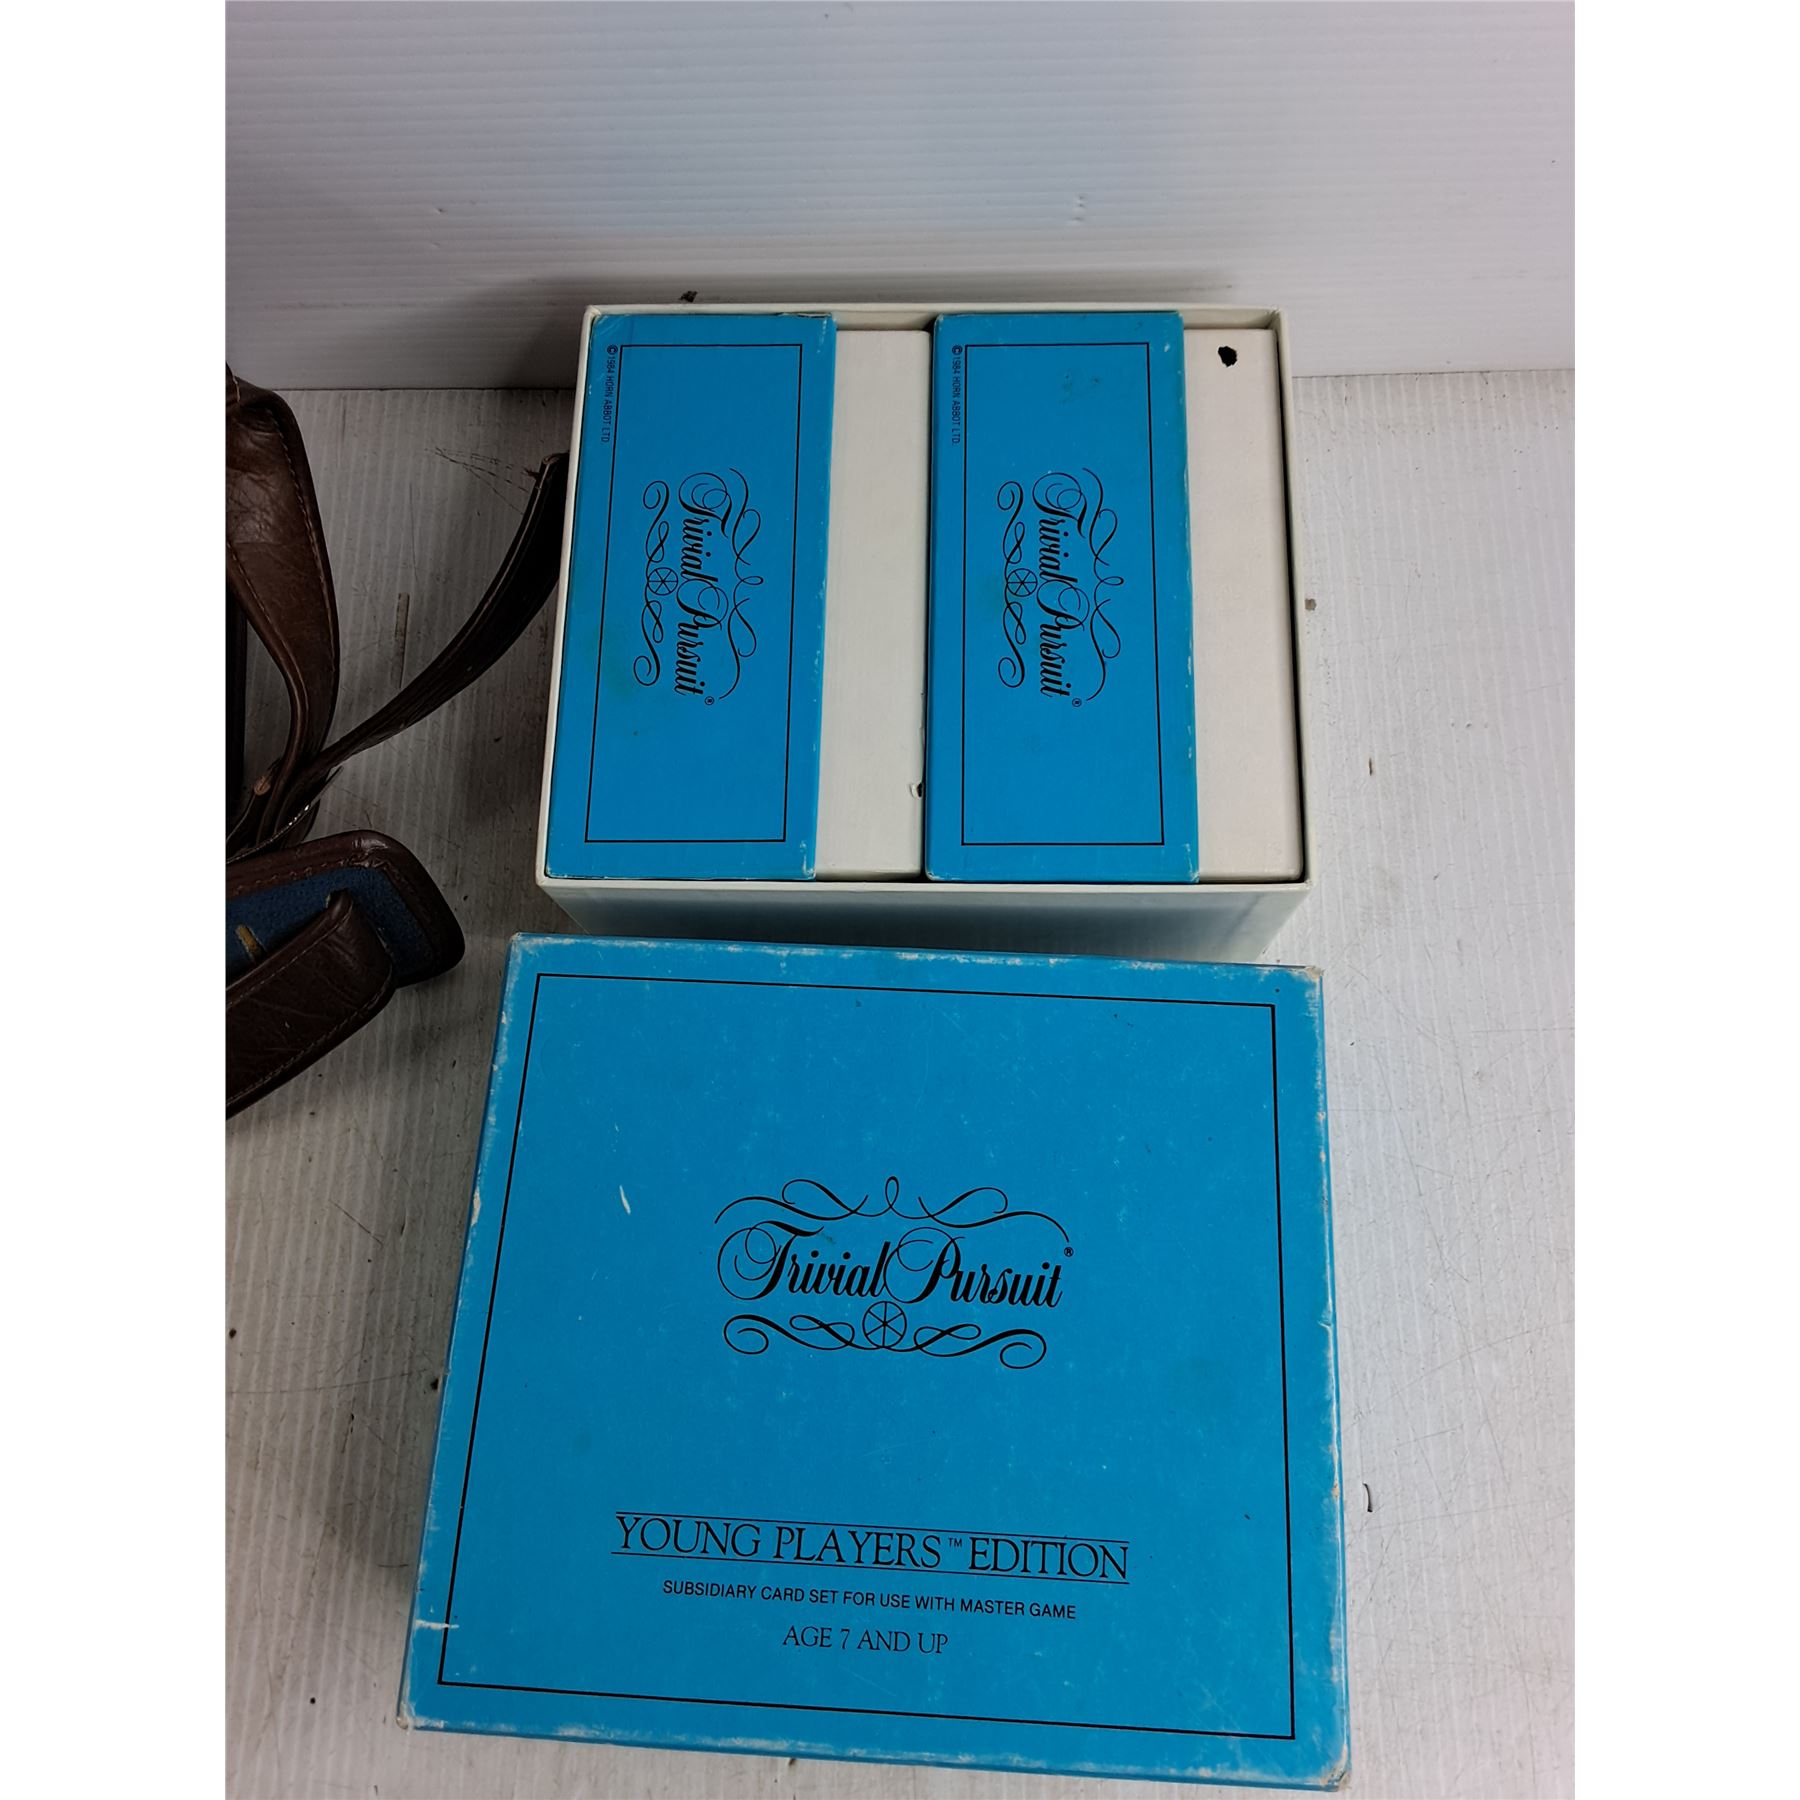 © 1984 HORN ABBOT LTD.
Trivial Pursuit®
© 1984 HORN ABBOT LTD.
Trivial Pursuit®
Trivial Pursuit®
YOUNG PLAYERS™ EDITION
SUBSIDIARY CARD SET FOR USE WITH MASTER GAME
AGE 7 AND UP